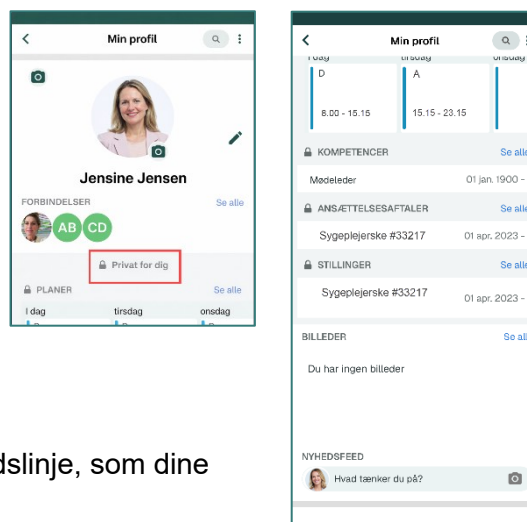 Min profil
Jensine Jensen
FORBINDELSER Se alle
AB CD
Privat for dig
PLANER Se alle
I dag tirsdag onsdag
Min profil
I dag tirsdag onsdag
D A
8.00 - 15.15 15.15 - 23.15
KOMPETENCER Se alle
Mødeleder 01 jan. 1900 -
ANSÆTTELSESAFTALER Se alle
Sygeplejerske #33217 01 apr. 2023 -
STILLINGER Se alle
Sygeplejerske #33217 01 apr. 2023 -
BILLEDER Se all
Du har ingen billeder
NYHEDSFEED
Hvad tænker du på?
dslinje, som dine